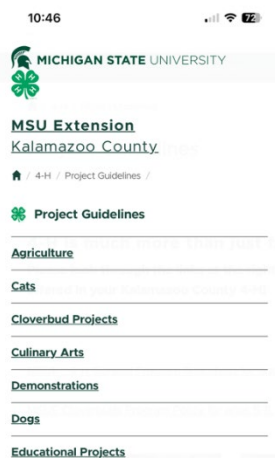 10:46
72
MICHIGAN STATE UNIVERSITY
MSU Extension
Kalamazoo County
/ 4-H / Project Guidelines /
Project Guidelines
Agriculture
Cats
Cloverbud Projects
Culinary Arts
Demonstrations
Dogs
Educational Projects